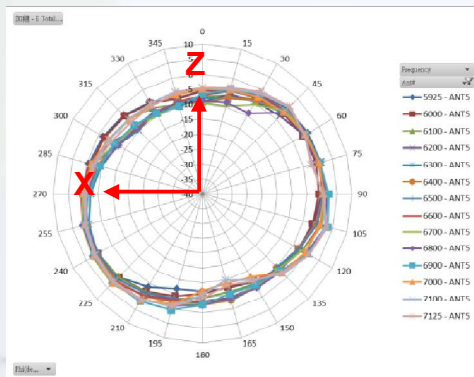 0
345
15
330
30
315
45
300
60
285
75
270
90
255
105
240
120
225
135
210
150
195
165
180
10
5
0
-5
-10
-15
-20
-25
-30
-35
-40
Z
X
Frequency
5925 - ANT5
6000 - ANT5
6100 - ANT5
6200 - ANT5
6300 - ANT5
6400 - ANT5
6500 - ANT5
6600 - ANT5
6700 - ANT5
6800 - ANT5
6900 - ANT5
7000 - ANT5
7100 - ANT5
7125 - ANT5